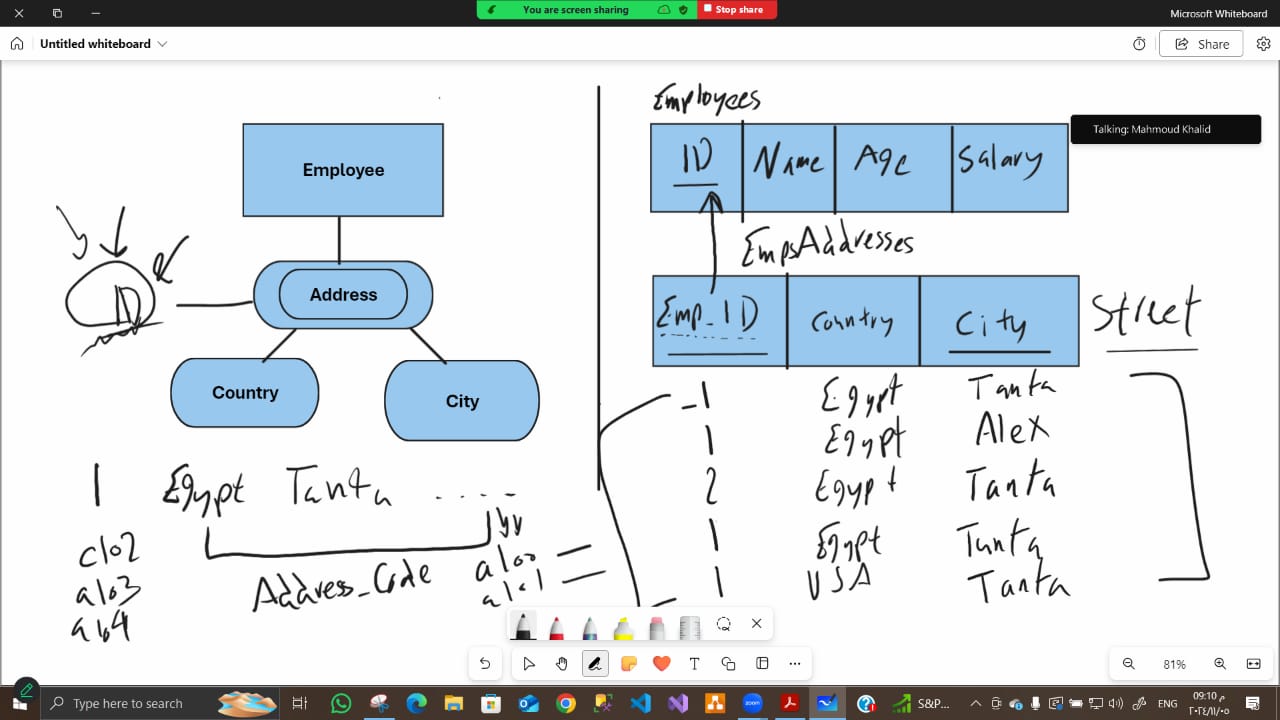 You are screen sharing
Stop share
Microsoft Whiteboard
Untitled whiteboard
Share
Talking: Mahmoud Khalid
Employee
Address
ID
Country
City
1 Egypt Tanta ......
Address_Code
c102
a103
a100
a101
Employees
ID Name Age Salary
EmpsAddresses
Emp_ID Country City Street
1 Egypt Tanta
1 Egypt Alex
2 Egypt Tanta
1 Egypt Tanta
1 USA Tanta
81%
Type here to search
zoom
S&P...
ENG
09:10 م
٢٠٢٤/١١/٠٥